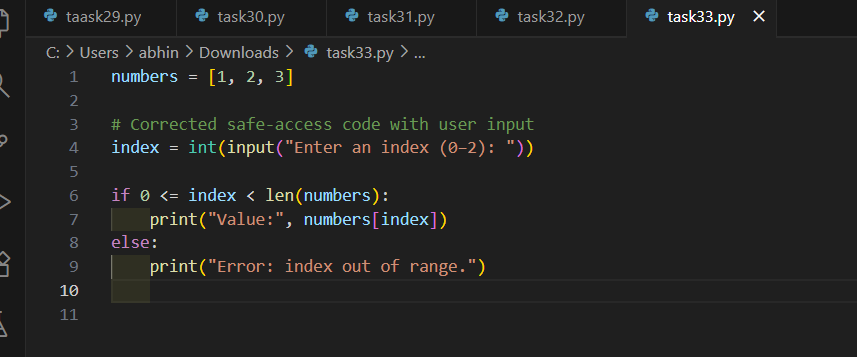 taask29.py task30.py task31.py task32.py task33.py
C: > Users > abhin > Downloads > task33.py > ...
1 numbers = [1, 2, 3]
2
3 # Corrected safe-access code with user input
4 index = int(input("Enter an index (0–2): "))
5
6 if 0 <= index < len(numbers):
7     print("Value:", numbers[index])
8 else:
9     print("Error: index out of range.")
10
11